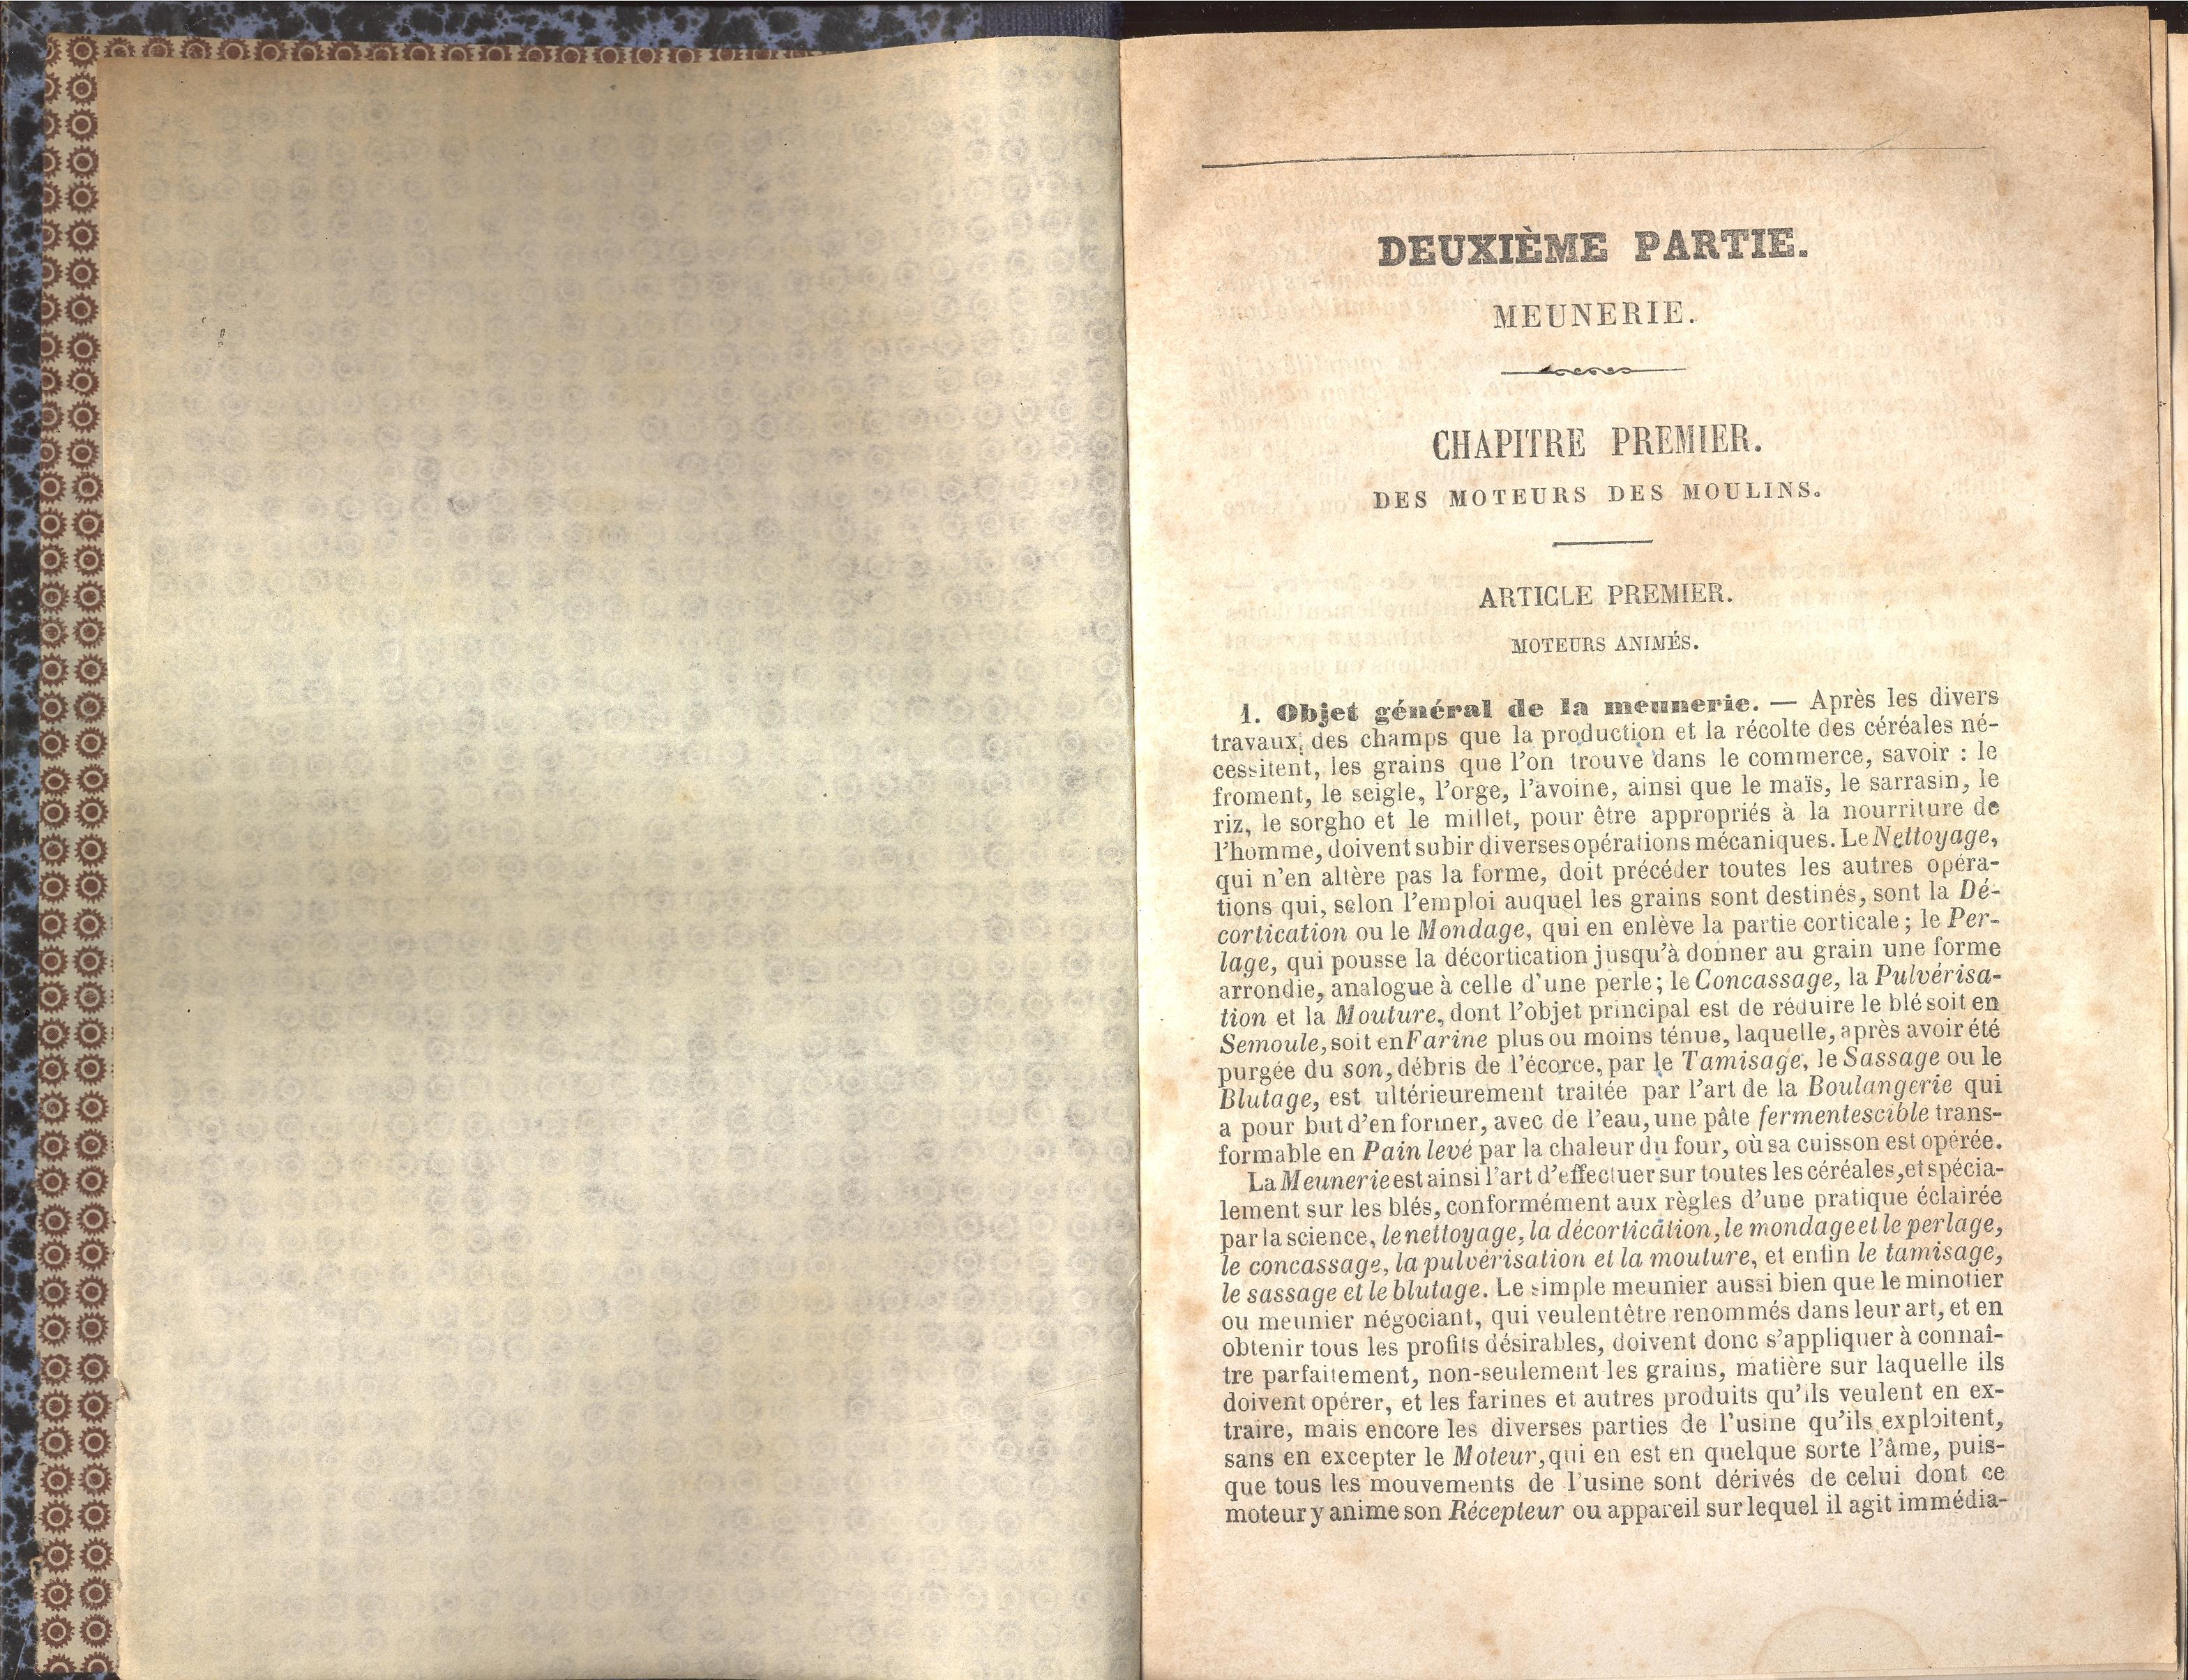 DEUXIÈME PARTIE.
MEUNERIE.
CHAPITRE PREMIER.
DES MOTEURS DES MOULINS.
ARTICLE PREMIER.
MOTEURS ANIMÉS.
1. Objet général de la meunerie. — Après les divers
travaux des champs que la production et la récolte des céréales né-
cessitent, les grains que l'on trouve dans le commerce, savoir : le
froment, le seigle, l'orge, l'avoine, ainsi que le maïs, le sarrasin, le
riz, le sorgho et le millet, pour être appropriés à la nourriture de
l'homme, doivent subir diverses opérations mécaniques. Le Nettoyage,
qui n'en altère pas la forme, doit précéder toutes les autres opéra-
tions qui, selon l'emploi auquel les grains sont destinés, sont la Dé-
cortication ou le Mondage, qui en enlève la partie corticale ; le Per-
lage, qui pousse la décortication jusqu'à donner au grain une forme
arrondie, analogue à celle d'une perle ; le Concassage, la Pulvérisa-
tion et la Mouture, dont l'objet principal est de réduire le blé soit en
Semoule, soit en Farine plus ou moins ténue, laquelle, après avoir été
purgée du son, débris de l'écorce, par le Tamisage, le Sassage ou le
Blutage, est ultérieurement traitée par l'art de la Boulangerie qui
a pour but d'en former, avec de l'eau, une pâte fermentescible trans-
formable en Pain levé par la chaleur du four, où sa cuisson est opérée.
La Meunerie est ainsi l'art d'effectuer sur toutes les céréales, et spécia-
lement sur les blés, conformément aux règles d'une pratique éclairée
par la science, le nettoyage, la décortication, le mondage et le perlage,
le concassage, la pulvérisation et la mouture, et enfin le tamisage,
le sassage et le blutage. Le simple meunier aussi bien que le minotier
ou meunier négociant, qui veulent être renommés dans leur art, et en
obtenir tous les profits désirables, doivent donc s'appliquer à connaî-
tre parfaitement, non-seulement les grains, matière sur laquelle ils
doivent opérer, et les farines et autres produits qu'ils veulent en ex-
traire, mais encore les diverses parties de l'usine qu'ils exploitent,
sans en excepter le Moteur, qui en est en quelque sorte l'âme, puis-
que tous les mouvements de l'usine sont dérivés de celui dont ce
moteur y anime son Récepteur ou appareil sur lequel il agit immédia-